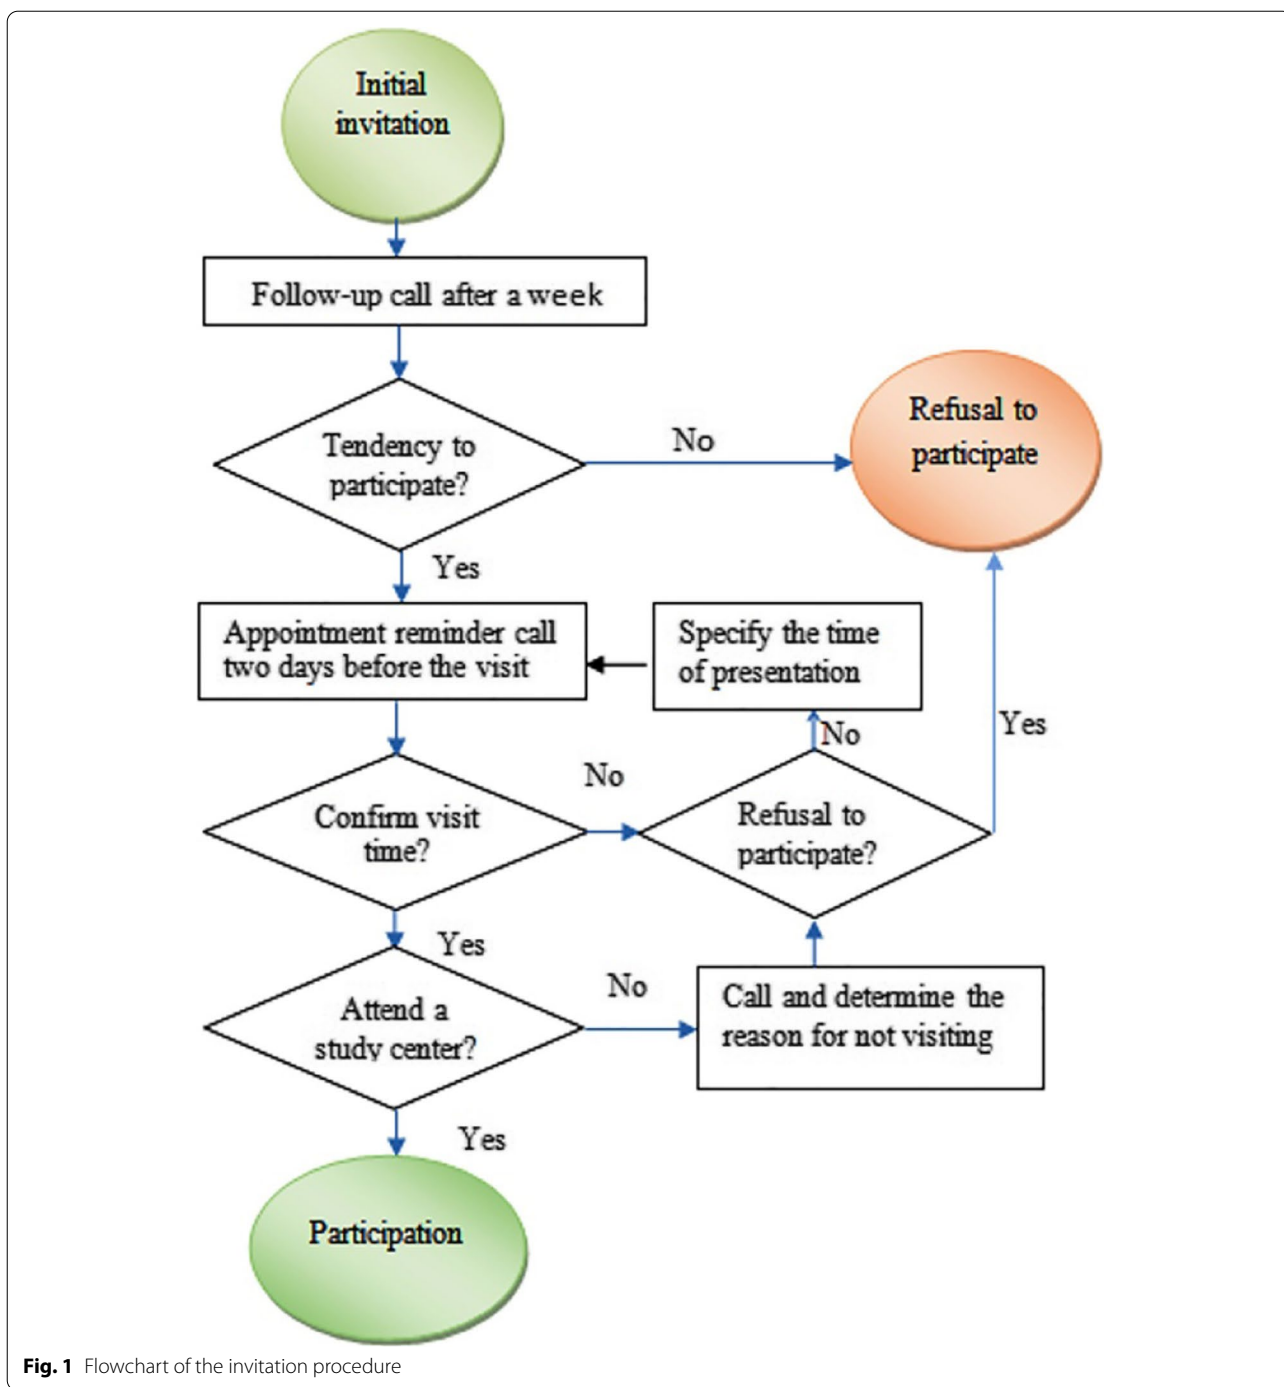 Initial
invitation
Follow-up call after a week
Tendency to
participate?
No
Refusal to
participate
Yes
Appointment reminder call
two days before the visit
Specify the time
of presentation
No
Yes
Confirm visit
time?
No
Refusal to
participate?
Yes
Attend a
study center?
No
Call and determine the
reason for not visiting
Yes
Participation
Fig. 1 Flowchart of the invitation procedure